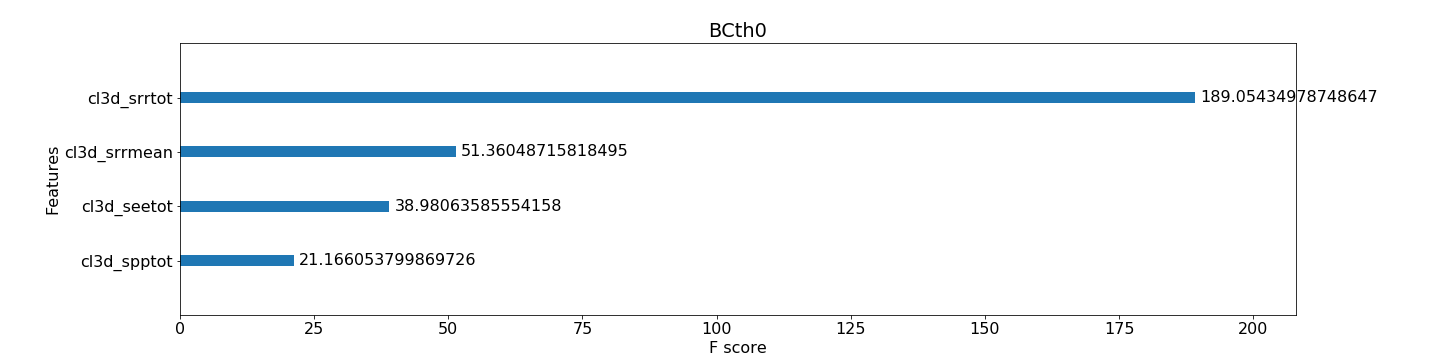 BCth0
cl3d_srrtot 189.05434978748647
cl3d_srrmean 51.36048715818495
cl3d_seetot 38.98063585554158
cl3d_spptot 21.166053799869726
Features
0 25 50 75 100 125 150 175 200
F score